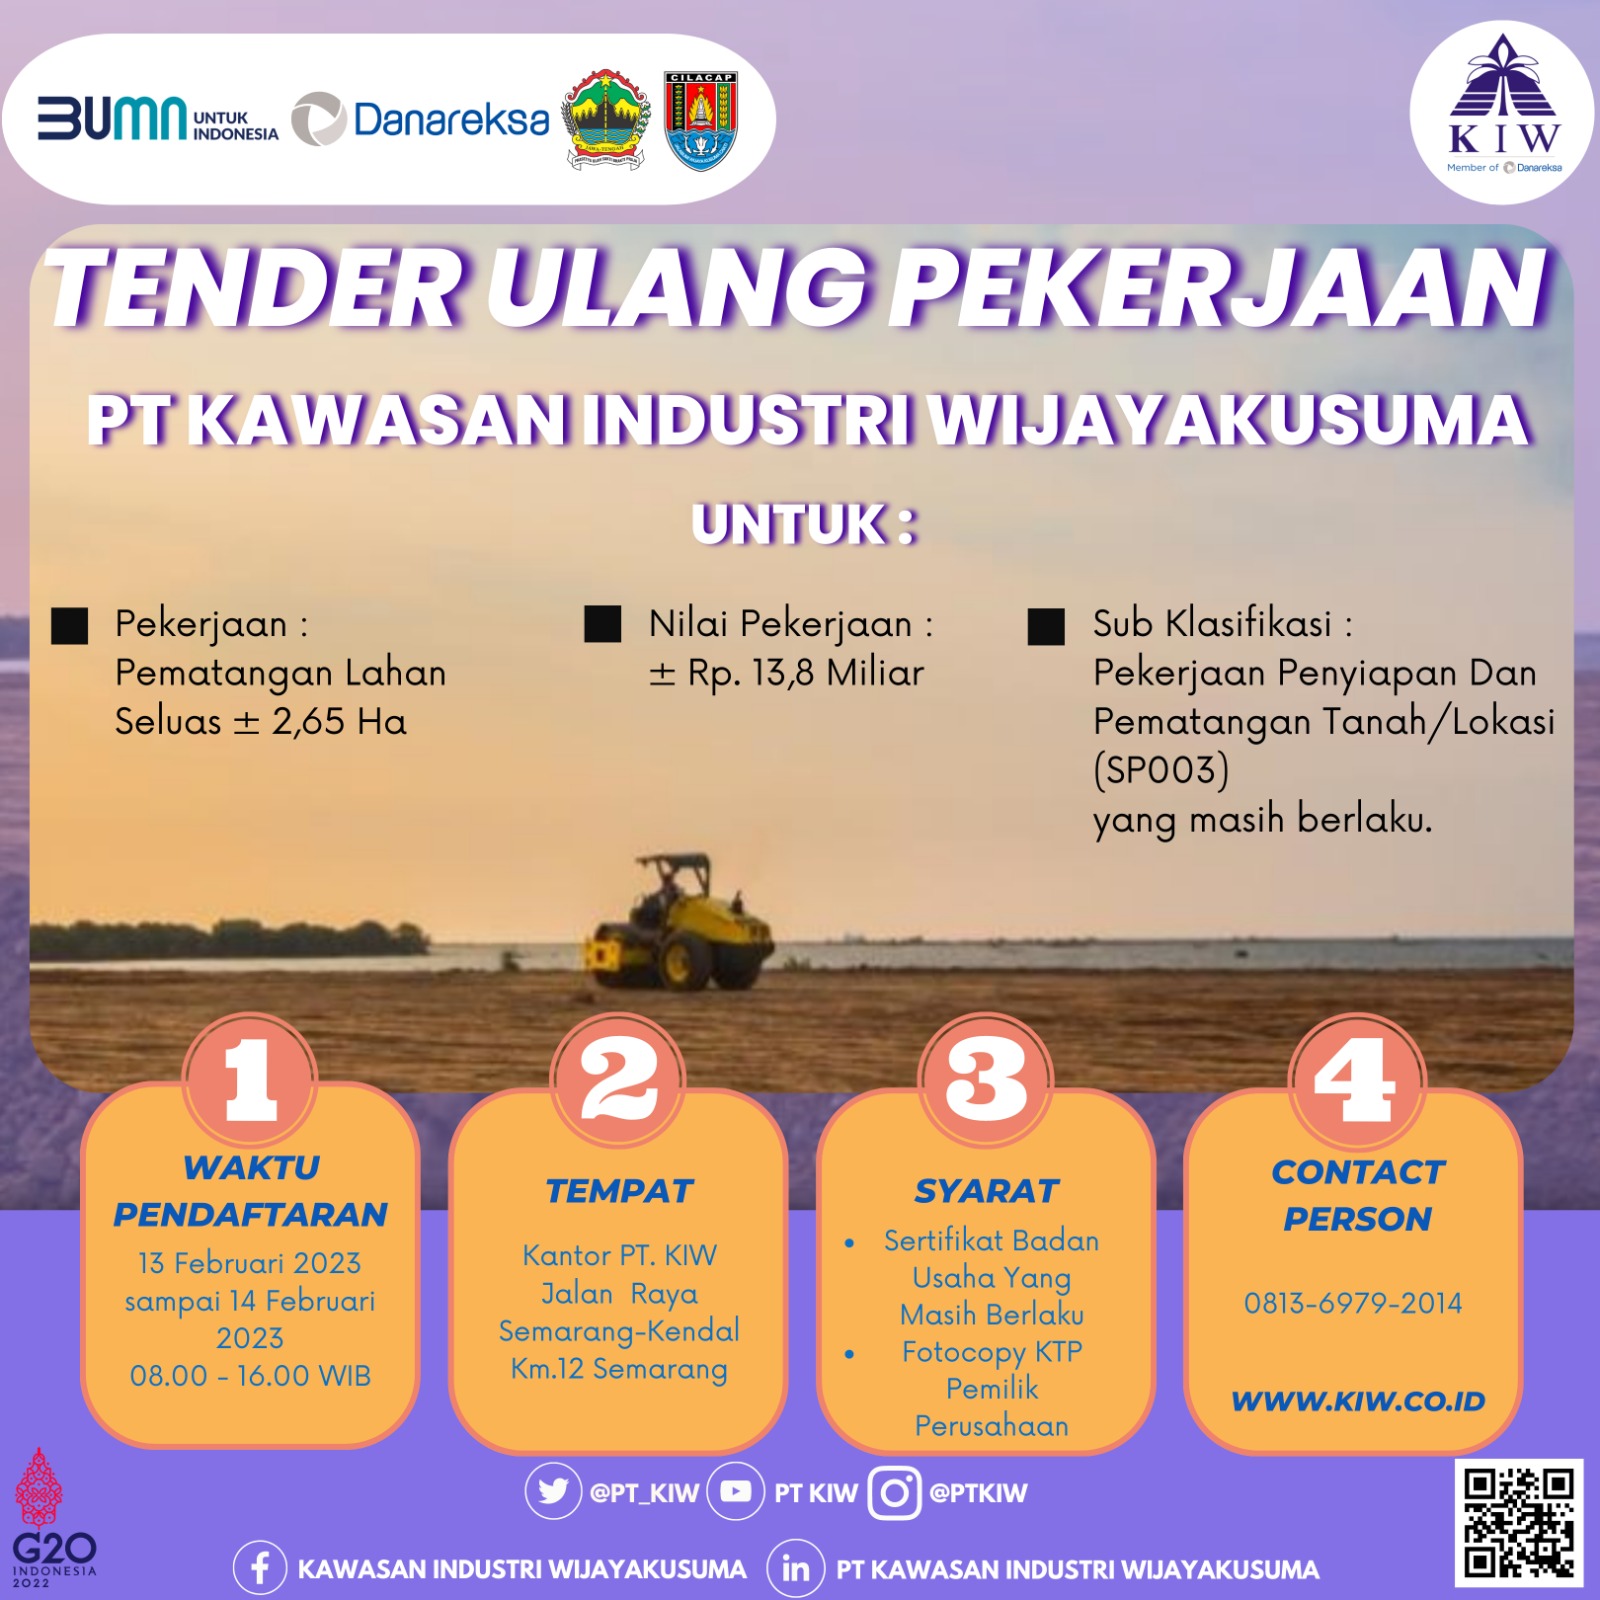 BUMN UNTUK INDONESIA
Danareksa
CILACAP
KIW
Member of Danareksa
TENDER ULANG PEKERJAAN
PT KAWASAN INDUSTRI WIJAYAKUSUMA
UNTUK :
Pekerjaan :
Pematangan Lahan
Seluas ± 2,65 Ha
Nilai Pekerjaan :
± Rp. 13,8 Miliar
Sub Klasifikasi :
Pekerjaan Penyiapan Dan
Pematangan Tanah/Lokasi
(SP003)
yang masih berlaku.
1
WAKTU
PENDAFTARAN
13 Februari 2023
sampai 14 Februari
2023
08.00 - 16.00 WIB
2
TEMPAT
Kantor PT. KIW
Jalan Raya
Semarang-Kendal
Km.12 Semarang
3
SYARAT
• Sertifikat Badan
Usaha Yang
Masih Berlaku
• Fotocopy KTP
Pemilik
Perusahaan
4
CONTACT
PERSON
0813-6979-2014
WWW.KIW.CO.ID
@PT_KIW
PT KIW
@PTKIW
G20
INDONESIA
2022
KAWASAN INDUSTRI WIJAYAKUSUMA
PT KAWASAN INDUSTRI WIJAYAKUSUMA